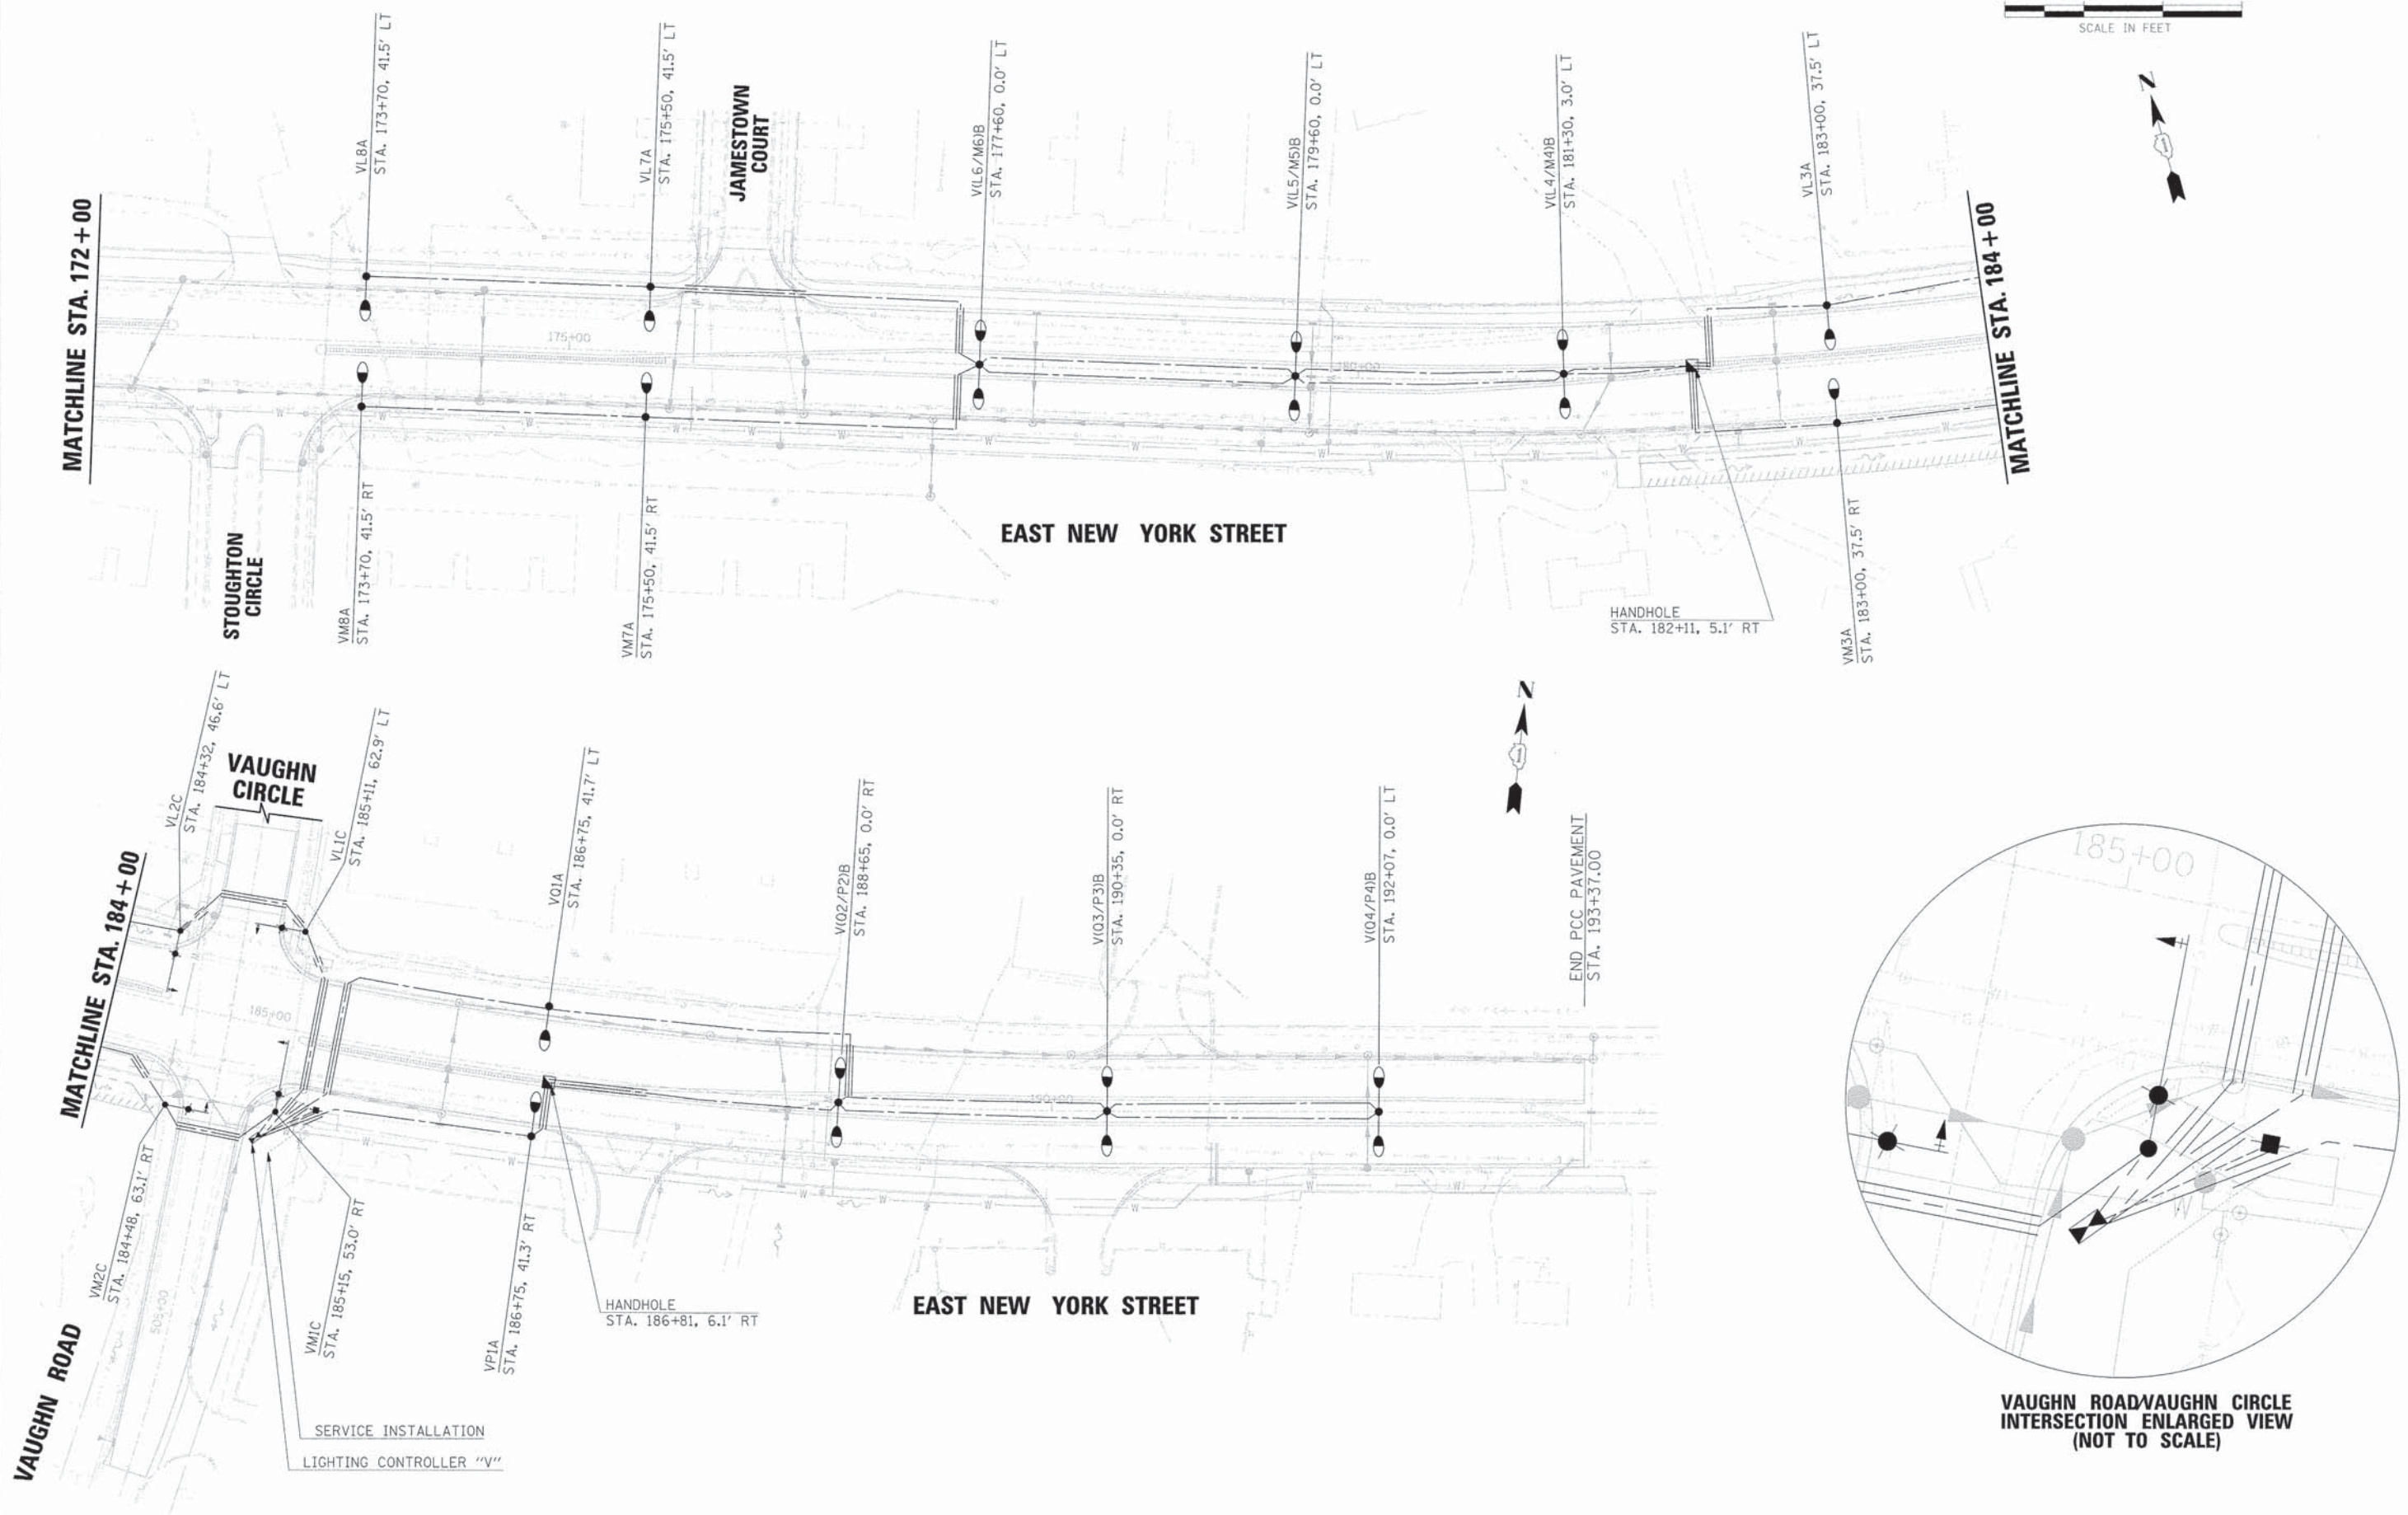 SCALE IN FEET
N
VL8A
STA. 173+70, 41.5' LT
VL7A
STA. 175+50, 41.5' LT
JAMESTOWN
COURT
V(L6/M6)B
STA. 177+60, 0.0' LT
V(L5/M5)B
STA. 179+60, 0.0' LT
V(L4/M4)B
STA. 181+30, 3.0' LT
VL3A
STA. 183+00, 37.5' LT
MATCHLINE STA. 172+00
MATCHLINE STA. 184+00
175+00
180+00
W
W
W
W
W
W
W
W
W
W
W
W
EAST NEW YORK STREET
STOUGHTON
CIRCLE
VM8A
STA. 173+70, 41.5' RT
VM7A
STA. 175+50, 41.5' RT
HANDHOLE
STA. 182+11, 5.1' RT
VM3A
STA. 183+00, 37.5' RT
N
VL2C
STA. 184+32, 46.6' LT
VAUGHN
CIRCLE
VL1C
STA. 185+11, 62.9' LT
VQ1A
STA. 186+75, 41.7' LT
V(Q2/P2)B
STA. 188+65, 0.0' RT
V(Q3/P3)B
STA. 190+35, 0.0' RT
V(Q4/P4)B
STA. 192+07, 0.0' LT
END PCC PAVEMENT
STA. 193+37.00
MATCHLINE STA. 184+00
185+00
190+00
W
W
W
W
W
W
W
W
VM2C
STA. 184+48, 63.1' RT
505+00
VM1C
STA. 185+15, 53.0' RT
VP1A
STA. 186+75, 41.3' RT
HANDHOLE
STA. 186+81, 6.1' RT
EAST NEW YORK STREET
VAUGHN ROAD
SERVICE INSTALLATION
LIGHTING CONTROLLER "V"
185+00
W
VAUGHN ROAD/VAUGHN CIRCLE
INTERSECTION ENLARGED VIEW
(NOT TO SCALE)